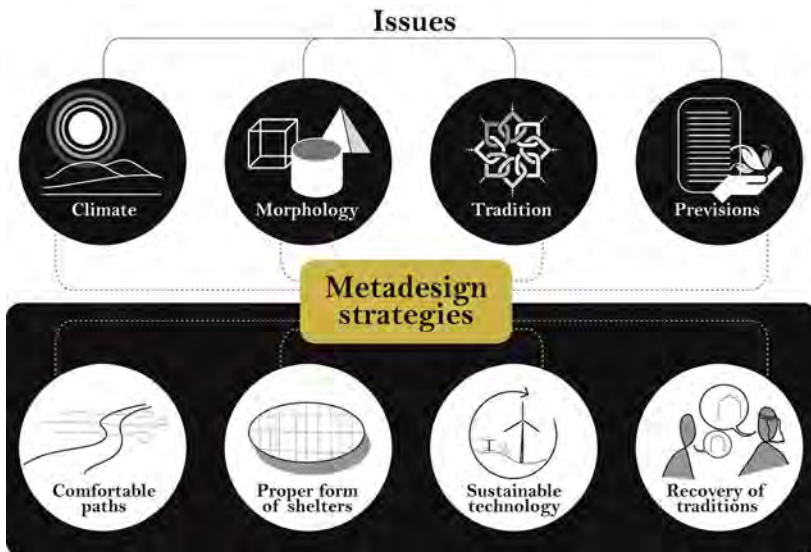 Issues
Climate
Morphology
Tradition
Previsions
Metadesign
strategies
Comfortable
paths
Proper form
of shelters
Sustainable
technology
Recovery of
traditions